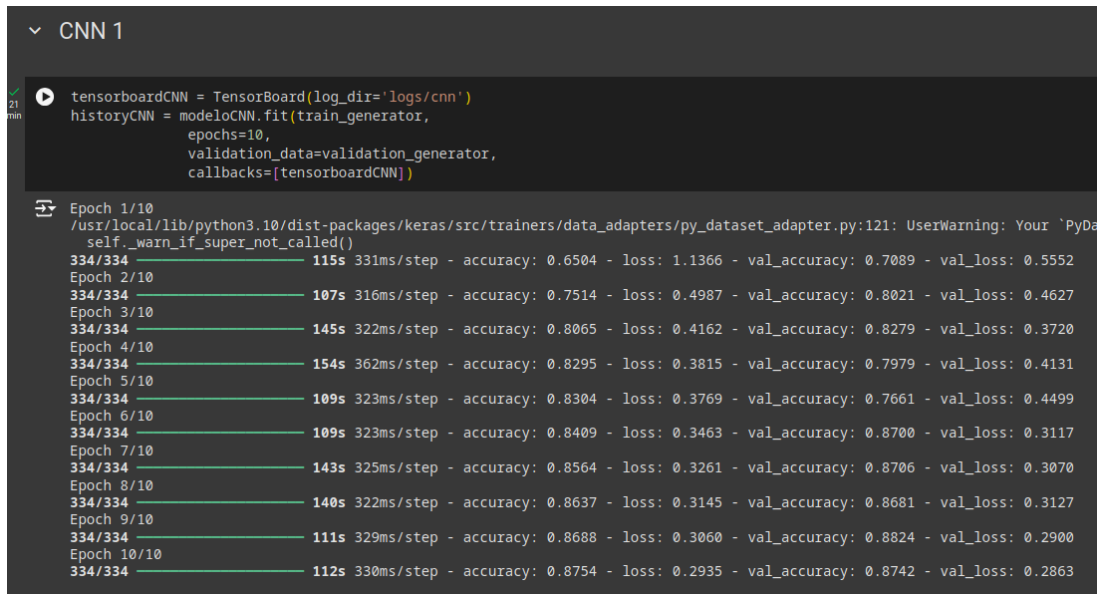 CNN 1
21
min
tensorboardCNN = TensorBoard(log_dir='logs/cnn')
historyCNN = modeloCNN.fit(train_generator,
epochs=10,
validation_data=validation_generator,
callbacks=[tensorboardCNN])
Epoch 1/10
/usr/local/lib/python3.10/dist-packages/keras/src/trainers/data_adapters/py_dataset_adapter.py:121: UserWarning: Your `PyDa
self._warn_if_super_not_called()
334/334 ━━━━━━━━━━━━━━━━━━━━ 115s 331ms/step - accuracy: 0.6504 - loss: 1.1366 - val_accuracy: 0.7089 - val_loss: 0.5552
Epoch 2/10
334/334 ━━━━━━━━━━━━━━━━━━━━ 107s 316ms/step - accuracy: 0.7514 - loss: 0.4987 - val_accuracy: 0.8021 - val_loss: 0.4627
Epoch 3/10
334/334 ━━━━━━━━━━━━━━━━━━━━ 145s 322ms/step - accuracy: 0.8065 - loss: 0.4162 - val_accuracy: 0.8279 - val_loss: 0.3720
Epoch 4/10
334/334 ━━━━━━━━━━━━━━━━━━━━ 154s 362ms/step - accuracy: 0.8295 - loss: 0.3815 - val_accuracy: 0.7979 - val_loss: 0.4131
Epoch 5/10
334/334 ━━━━━━━━━━━━━━━━━━━━ 109s 323ms/step - accuracy: 0.8304 - loss: 0.3769 - val_accuracy: 0.7661 - val_loss: 0.4499
Epoch 6/10
334/334 ━━━━━━━━━━━━━━━━━━━━ 109s 323ms/step - accuracy: 0.8409 - loss: 0.3463 - val_accuracy: 0.8700 - val_loss: 0.3117
Epoch 7/10
334/334 ━━━━━━━━━━━━━━━━━━━━ 143s 325ms/step - accuracy: 0.8564 - loss: 0.3261 - val_accuracy: 0.8706 - val_loss: 0.3070
Epoch 8/10
334/334 ━━━━━━━━━━━━━━━━━━━━ 140s 322ms/step - accuracy: 0.8637 - loss: 0.3145 - val_accuracy: 0.8681 - val_loss: 0.3127
Epoch 9/10
334/334 ━━━━━━━━━━━━━━━━━━━━ 111s 329ms/step - accuracy: 0.8688 - loss: 0.3060 - val_accuracy: 0.8824 - val_loss: 0.2900
Epoch 10/10
334/334 ━━━━━━━━━━━━━━━━━━━━ 112s 330ms/step - accuracy: 0.8754 - loss: 0.2935 - val_accuracy: 0.8742 - val_loss: 0.2863